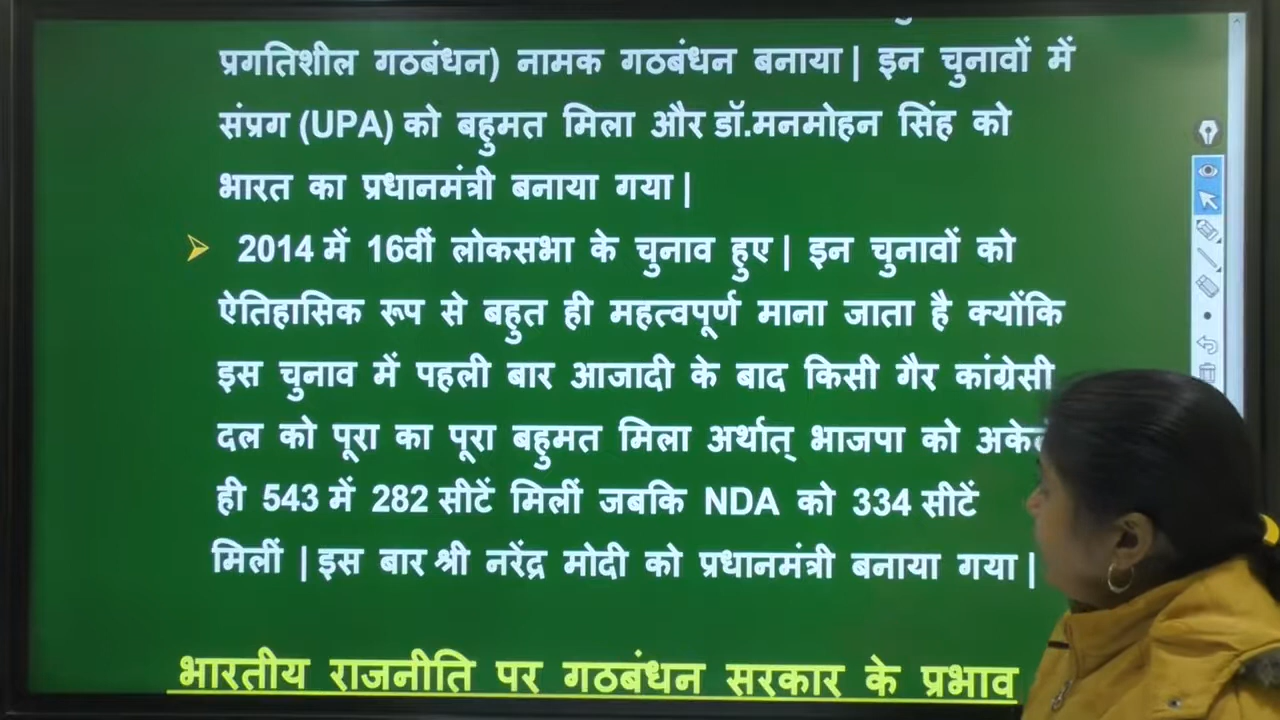 प्रगतिशील गठबंधन) नामक गठबंधन बनाया| इन चुनावों में
संप्रग (UPA) को बहुमत मिला और डॉ.मनमोहन सिंह को
भारत का प्रधानमंत्री बनाया गया|
2014 में 16वीं लोकसभा के चुनाव हुए| इन चुनावों को
ऐतिहासिक रूप से बहुत ही महत्वपूर्ण माना जाता है क्योंकि
इस चुनाव में पहली बार आजादी के बाद किसी गैर कांग्रेसी
दल को पूरा का पूरा बहुमत मिला अर्थात् भाजपा को
ही 543 में 282 सीटें मिलीं जबकि NDA को 334 सीटें
मिलीं |इस बार श्री नरेंद्र मोदी को प्रधानमंत्री बनाया गया|
भारतीय राजनीति पर गठबंधन सरकार के प्रभाव